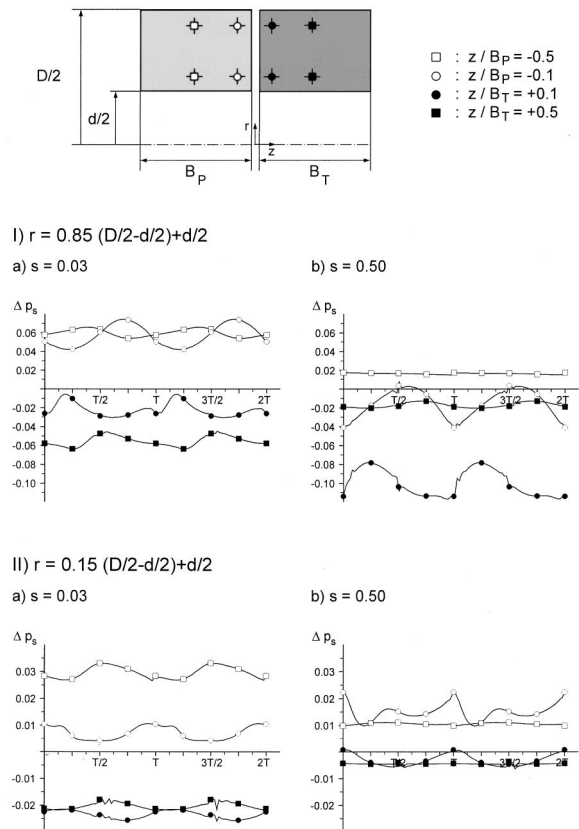 D/2
d/2
r
z
B_P
B_T
□ : z / B_P = -0.5
○ : z / B_P = -0.1
● : z / B_T = +0.1
■ : z / B_T = +0.5
I) r = 0.85 (D/2-d/2)+d/2
a) s = 0.03
b) s = 0.50
Δ p_s
0.06
0.04
0.02
-0.02
-0.04
-0.06
-0.08
-0.10
T/2
T
3T/2
2T
Δ p_s
0.06
0.04
0.02
-0.02
-0.04
-0.06
-0.08
-0.10
T/2
T
3T/2
2T
II) r = 0.15 (D/2-d/2)+d/2
a) s = 0.03
b) s = 0.50
Δ p_s
0.03
0.02
0.01
-0.01
-0.02
T/2
T
3T/2
2T
Δ p_s
0.03
0.02
0.01
-0.01
-0.02
T/2
T
3T/2
2T